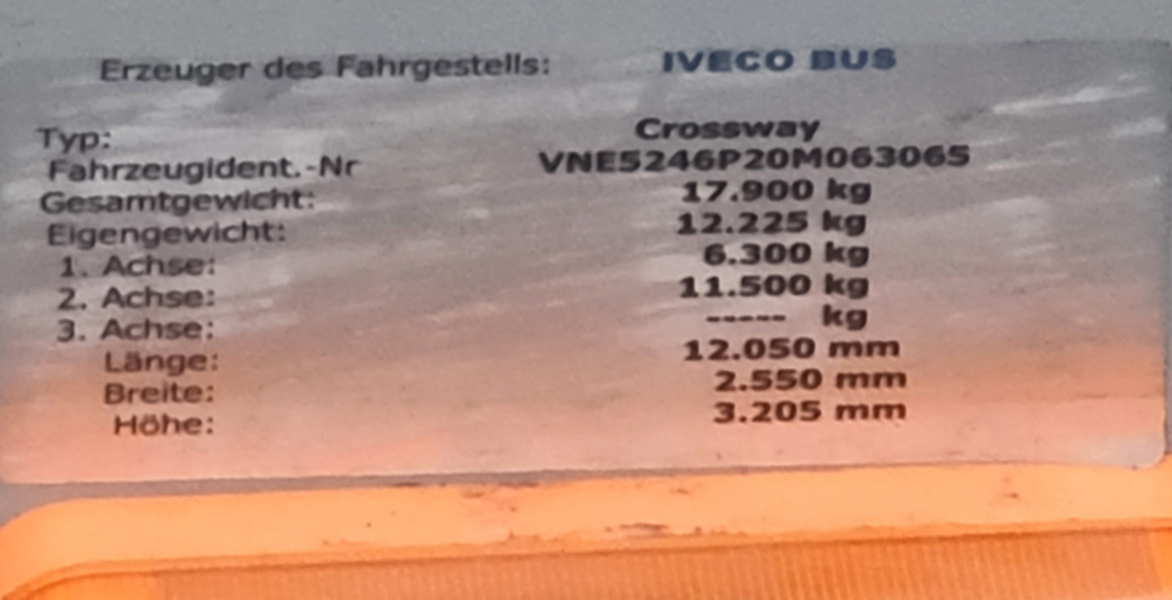 Erzeuger des Fahrgestells: IVECO BUS
Typ: Crossway
Fahrzeugident.-Nr VNE5246P20M063065
Gesamtgewicht: 17.900 kg
Eigengewicht: 12.225 kg
1. Achse: 6.300 kg
2. Achse: 11.500 kg
3. Achse: ----- kg
Länge: 12.050 mm
Breite: 2.550 mm
Höhe: 3.205 mm